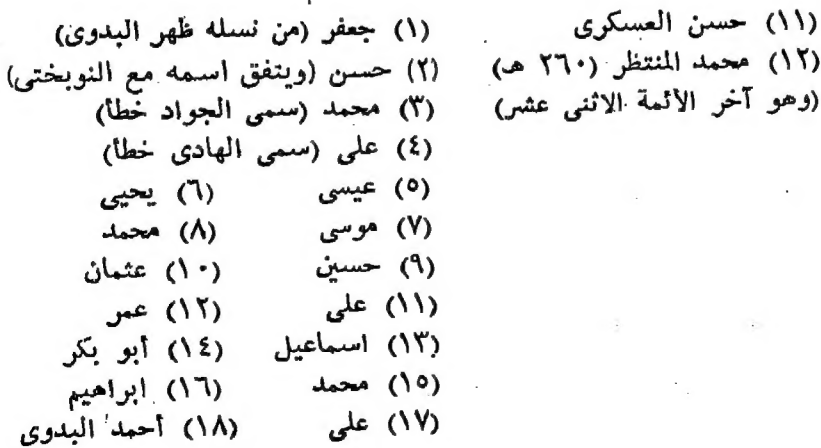 (١١) حسن العسكرى
(١٢) محمد المنتظر (٢٦٠ هـ)
(وهو آخر الأئمة الاثنى عشر)
(١) جعفر (من نسله ظهر البدوى)
(٢) حسن (ويتفق اسمه مع النوبختى)
(٣) محمد (سمى الجواد خطأ)
(٤) على (سمى الهادى خطأ)
(٥) عيسى (٦) يحيى
(٧) موسى (٨) محمد
(٩) حسين (١٠) عثمان
(١١) على (١٢) عمر
(١٣) اسماعيل (١٤) أبو بكر
(١٥) محمد (١٦) ابراهيم
(١٧) على (١٨) أحمد البدوى